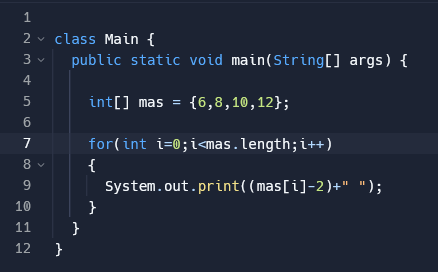 1
2 class Main {
3 public static void main(String[] args) {
4
5 int[] mas = {6,8,10,12};
6
7 for(int i=0;i<mas.length;i++)
8 {
9 System.out.print((mas[i]-2)+" ");
10 }
11 }
12 }